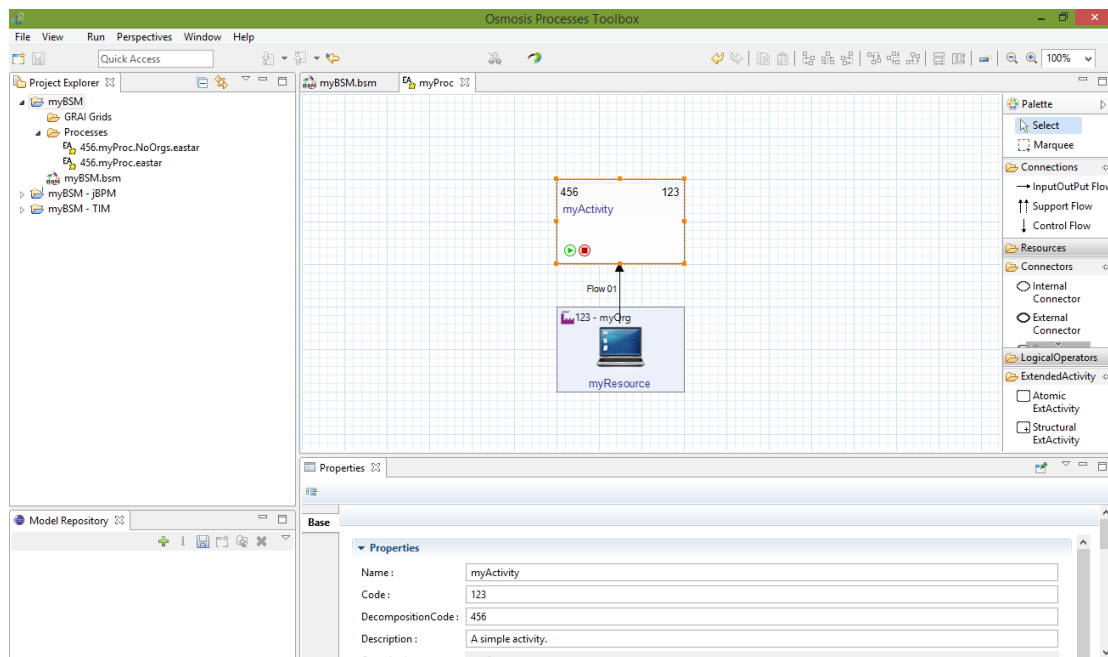 Osmosis Processes Toolbox
File View Run Perspectives Window Help
Quick Access
100%
Project Explorer
myBSM
GRAI Grids
Processes
456.myProc.NoOrgs.eastar
456.myProc.eastar
myBSM.bsm
myBSM - jBPM
myBSM - TIM
myBSM.bsm
myProc
456 123
myActivity
Flow 01
123 - myOrg
myResource
Palette
Select
Marquee
Connections
InputOutPut Flow
Support Flow
Control Flow
Resources
Connectors
Internal
Connector
External
Connector
LogicalOperators
ExtendedActivity
Atomic
ExtActivity
Structural
ExtActivity
Model Repository
Properties
Base
Properties
Name : myActivity
Code : 123
DecompositionCode : 456
Description : A simple activity.